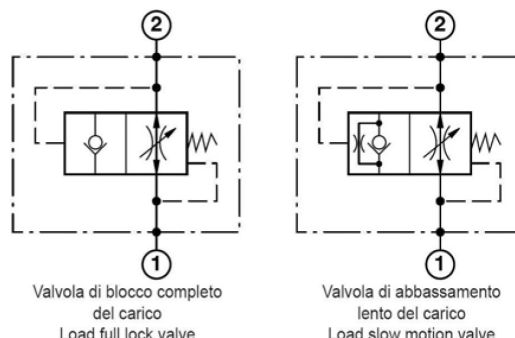 2
2
1
1
Valvola di blocco completo
del carico
Load full lock valve
Valvola di abbassamento
lento del carico
Load slow motion valve